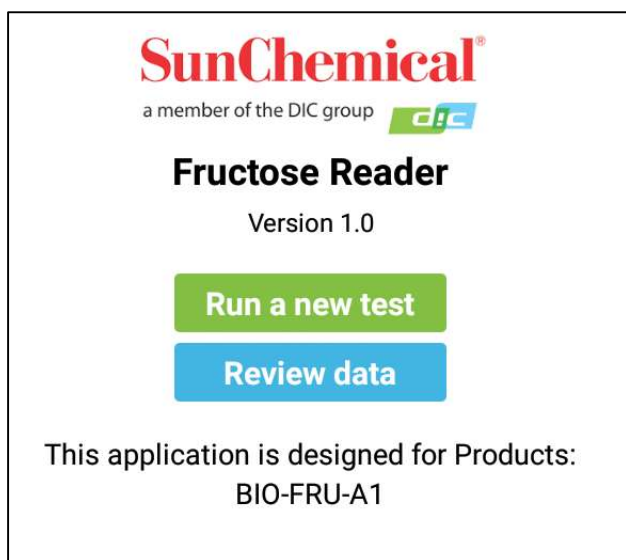 SunChemical®
a member of the DIC group dic
Fructose Reader
Version 1.0
Run a new test
Review data
This application is designed for Products:
BIO-FRU-A1